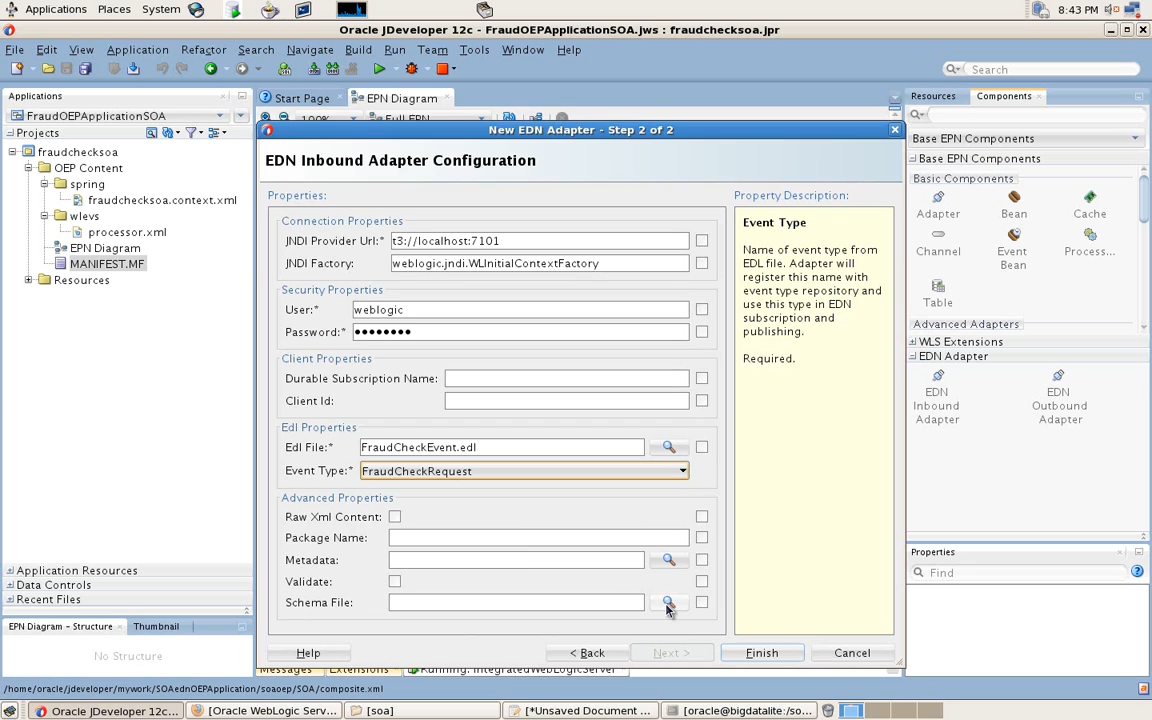 Applications Places System 8:43 PM
Oracle JDeveloper 12c - FraudOEPApplicationSOA.jws : fraudchecksoa.jpr
File Edit View Application Refactor Search Navigate Build Run Team Tools Window Help
Search
Applications
Start Page
EPN Diagram
Resources
Components
FraudOEPApplicationSOA
100%
Full EPN
New EDN Adapter - Step 2 of 2
Projects
fraudchecksoa
OEP Content
spring
fraudchecksoa.context.xml
wlevs
processor.xml
EPN Diagram
MANIFEST.MF
Resources
Application Resources
Data Controls
Recent Files
EPN Diagram - Structure
Thumbnail
No Structure
EDN Inbound Adapter Configuration
Properties:
Connection Properties
JNDI Provider Url:* t3://localhost:7101
JNDI Factory: weblogic.jndi.WLInitialContextFactory
Security Properties
User:* weblogic
Password:* ●●●●●●●●
Client Properties
Durable Subscription Name:
Client Id:
Edl Properties
Edl File:* FraudCheckEvent.edl
Event Type:* FraudCheckRequest
Advanced Properties
Raw Xml Content:
Package Name:
Metadata:
Validate:
Schema File:
Property Description:
Event Type
Name of event type from
EDL file. Adapter will
register this name with
event type repository and
use this type in EDN
subscription and
publishing.
Required.
Help
< Back
Next >
Finish
Cancel
Base EPN Components
Base EPN Components
Basic Components
Adapter
Bean
Cache
Channel
Event
Bean
Process...
Table
Advanced Adapters
WLS Extensions
EDN Adapter
EDN
Inbound
Adapter
EDN
Outbound
Adapter
Properties
Find
Messages
Extensions
Running: IntegratedWebLogicServer
/home/oracle/jdeveloper/mywork/SOAednOEPApplication/soaoep/SOA/composite.xml
Oracle JDeveloper 12c...
[Oracle WebLogic Serv...
[soa]
[*Unsaved Document ...
[oracle@bigdatalite:/so...